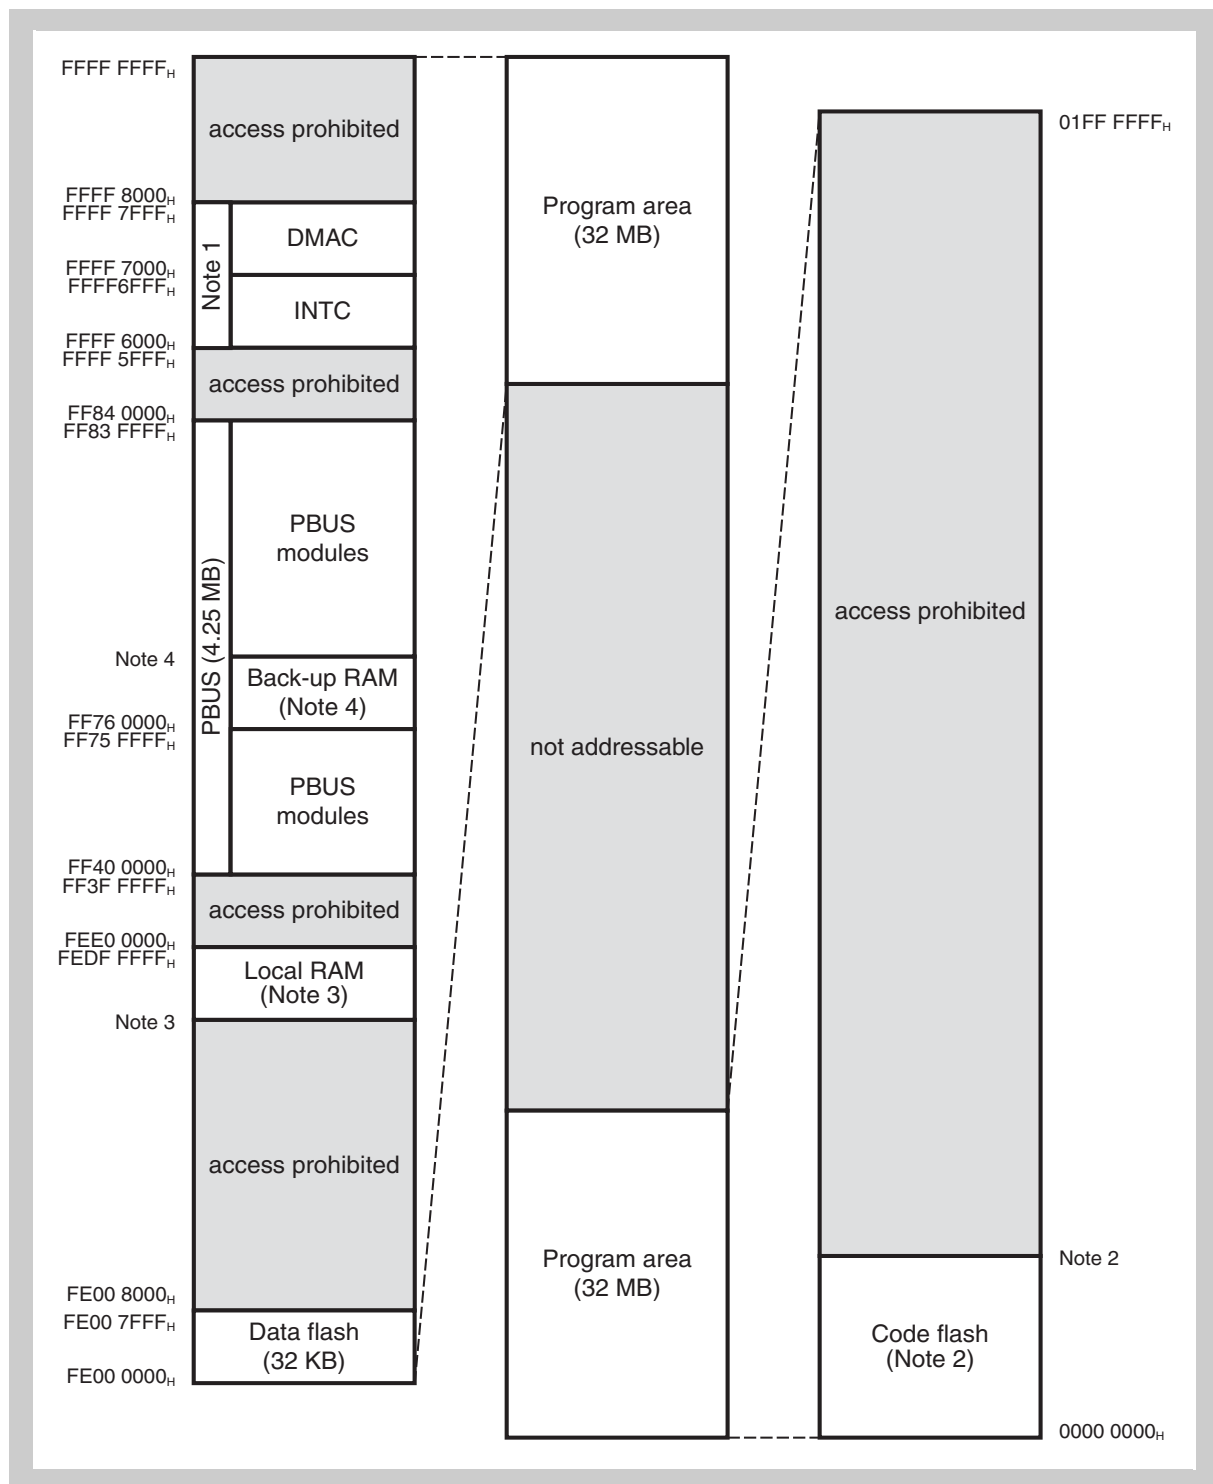 FFFF FFFFH
access prohibited
FFFF 8000H
FFFF 7FFFH
Note 1
DMAC
FFFF 7000H
FFFF6FFFH
INTC
FFFF 6000H
FFFF 5FFFH
access prohibited
FF84 0000H
FF83 FFFFH
PBUS (4.25 MB)
PBUS
modules
Note 4
Back-up RAM
(Note 4)
FF76 0000H
FF75 FFFFH
PBUS
modules
FF40 0000H
FF3F FFFFH
access prohibited
FEE0 0000H
FEDF FFFFH
Local RAM
(Note 3)
Note 3
access prohibited
FE00 8000H
FE00 7FFFH
Data flash
(32 KB)
FE00 0000H
Program area
(32 MB)
not addressable
Program area
(32 MB)
01FF FFFFH
access prohibited
Note 2
Code flash
(Note 2)
0000 0000H